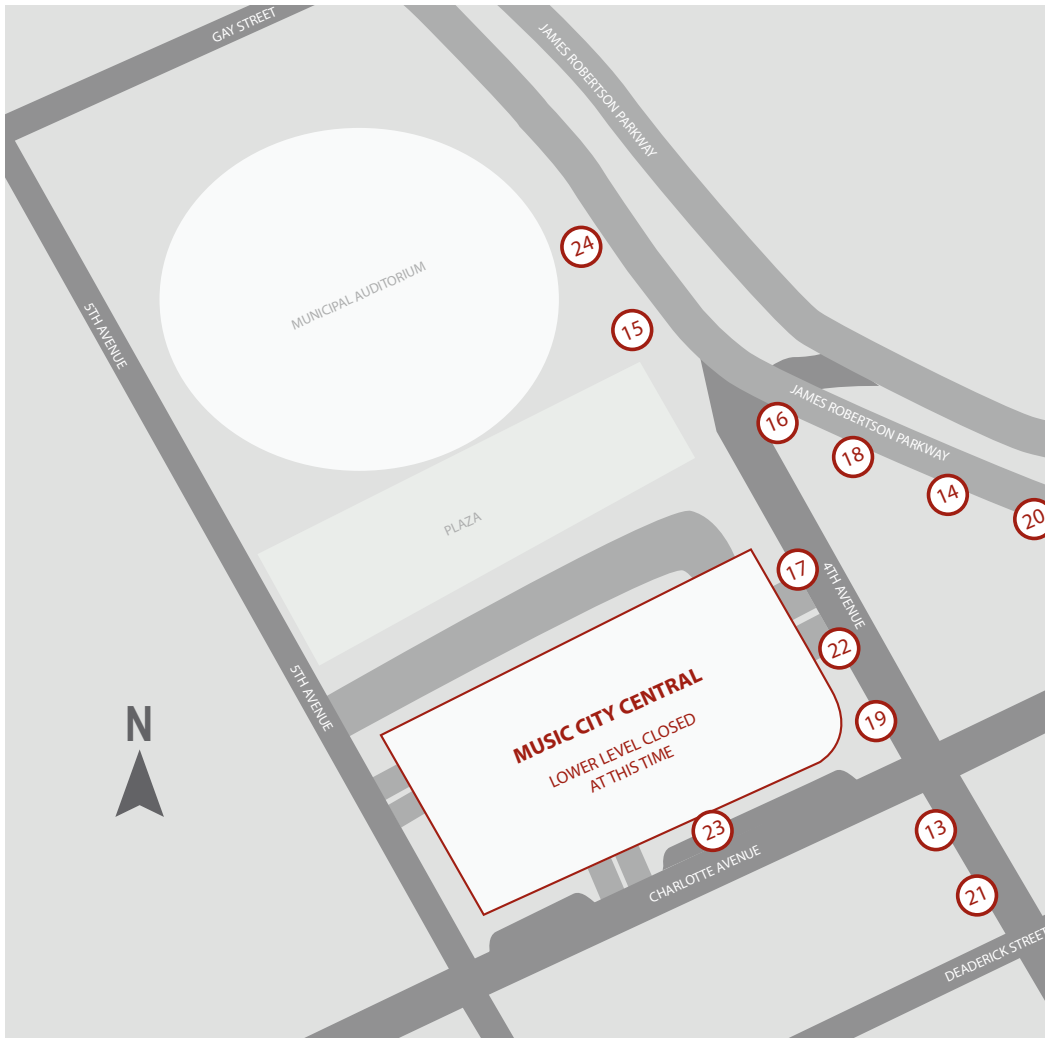 GAY STREET
JAMES ROBERTSON PARKWAY
24
MUNICIPAL AUDITORIUM
5TH AVENUE
15
JAMES ROBERTSON PARKWAY
16
18
14
20
PLAZA
17
4TH AVENUE
22
5TH AVENUE
MUSIC CITY CENTRAL
LOWER LEVEL CLOSED
AT THIS TIME
19
N
23
13
CHARLOTTE AVENUE
21
DEADERICK STREET